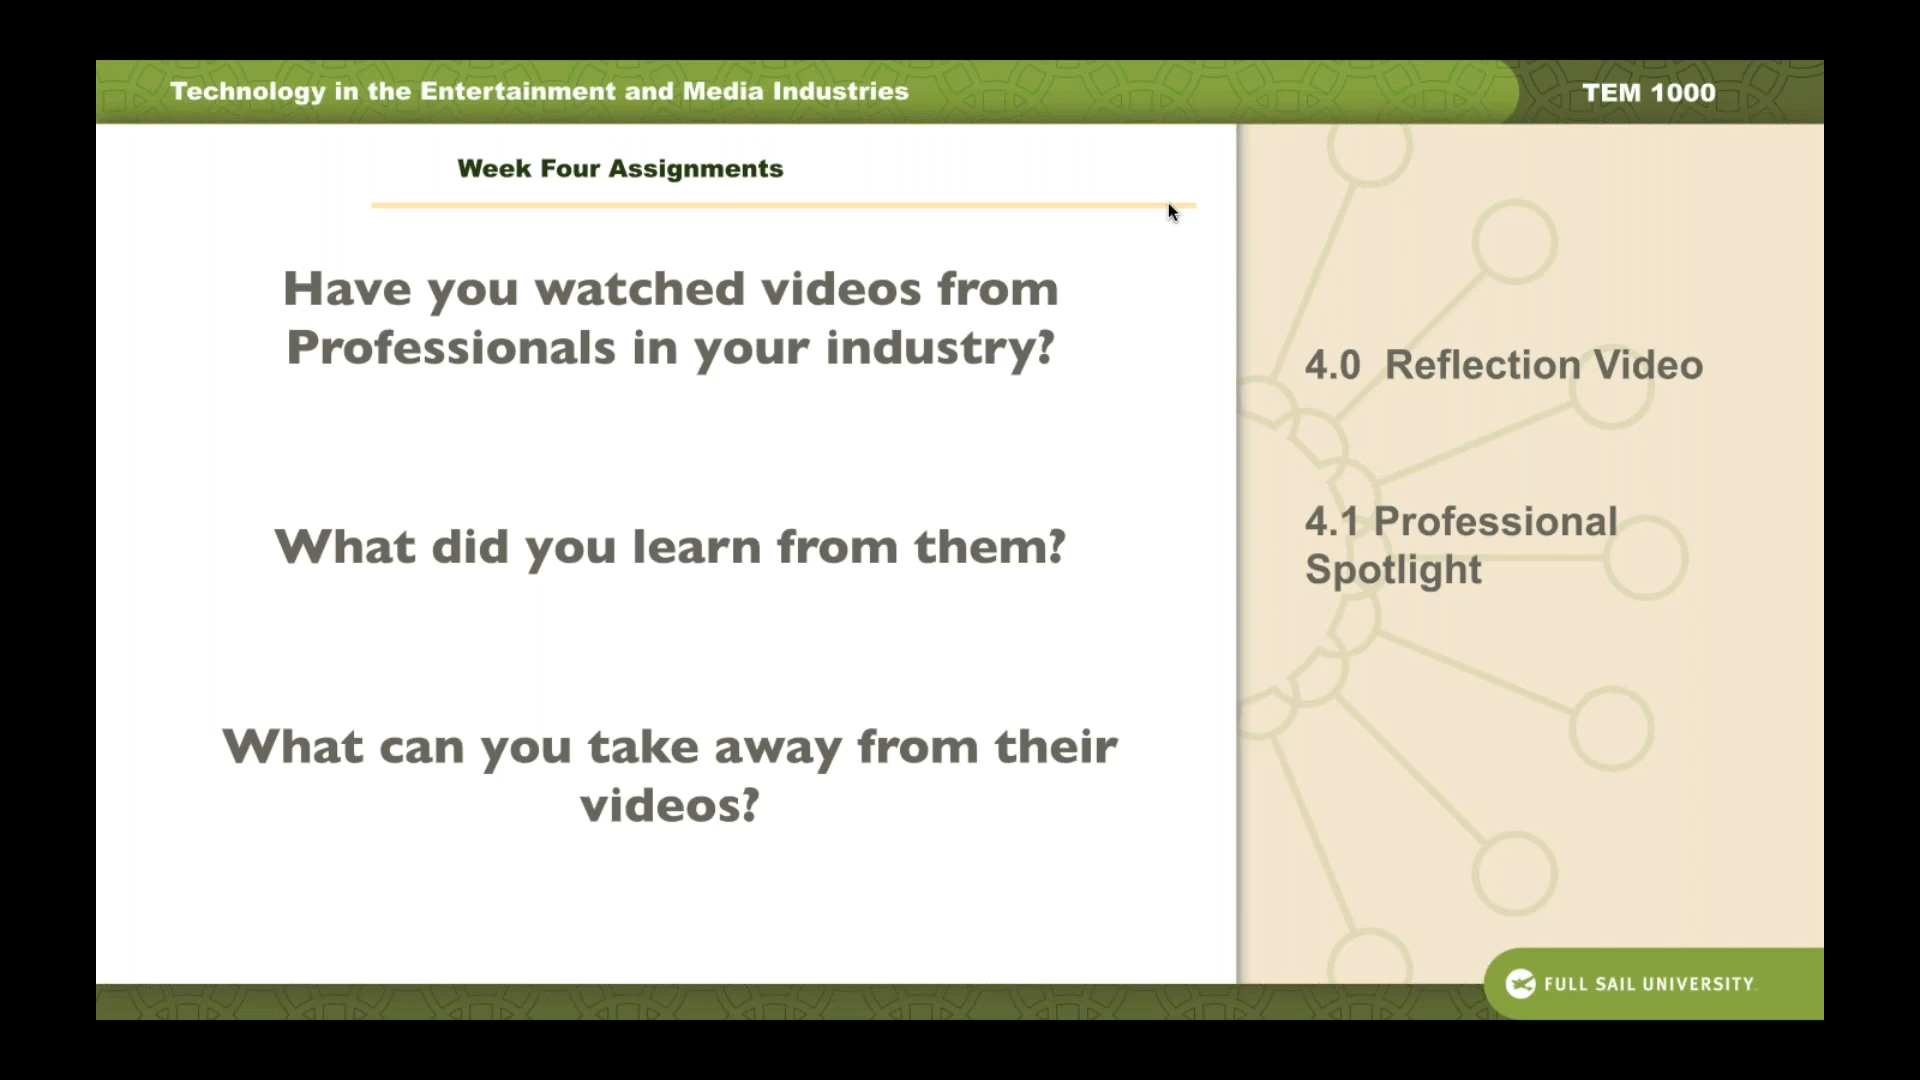 Technology in the Entertainment and Media Industries
TEM 1000
Week Four Assignments
Have you watched videos from
Professionals in your industry?
What did you learn from them?
What can you take away from their
videos?
4.0 Reflection Video
4.1 Professional
Spotlight
FULL SAIL UNIVERSITY